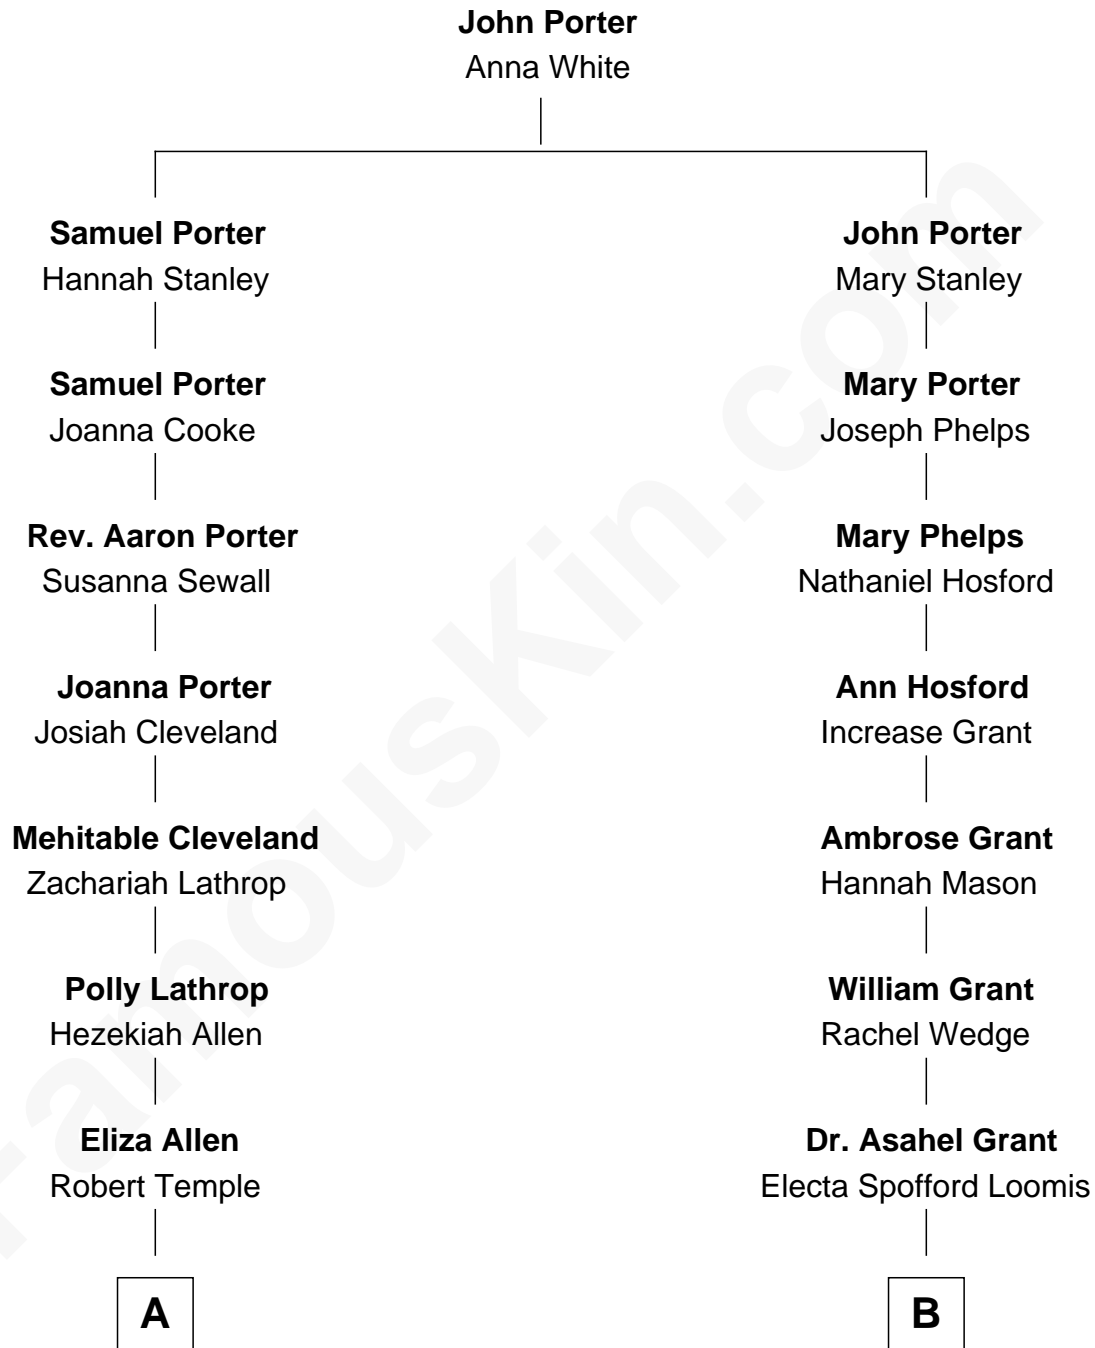 John Porter
Anna White
Samuel Porter
Hannah Stanley
John Porter
Mary Stanley
Samuel Porter
Joanna Cooke
Mary Porter
Joseph Phelps
Rev. Aaron Porter
Susanna Sewall
Mary Phelps
Nathaniel Hosford
Joanna Porter
Josiah Cleveland
Ann Hosford
Increase Grant
Mehitable Cleveland
Zachariah Lathrop
Ambrose Grant
Hannah Mason
Polly Lathrop
Hezekiah Allen
William Grant
Rachel Wedge
Eliza Allen
Robert Temple
Dr. Asahel Grant
Electa Spofford Loomis
A
B
FamousKin.com